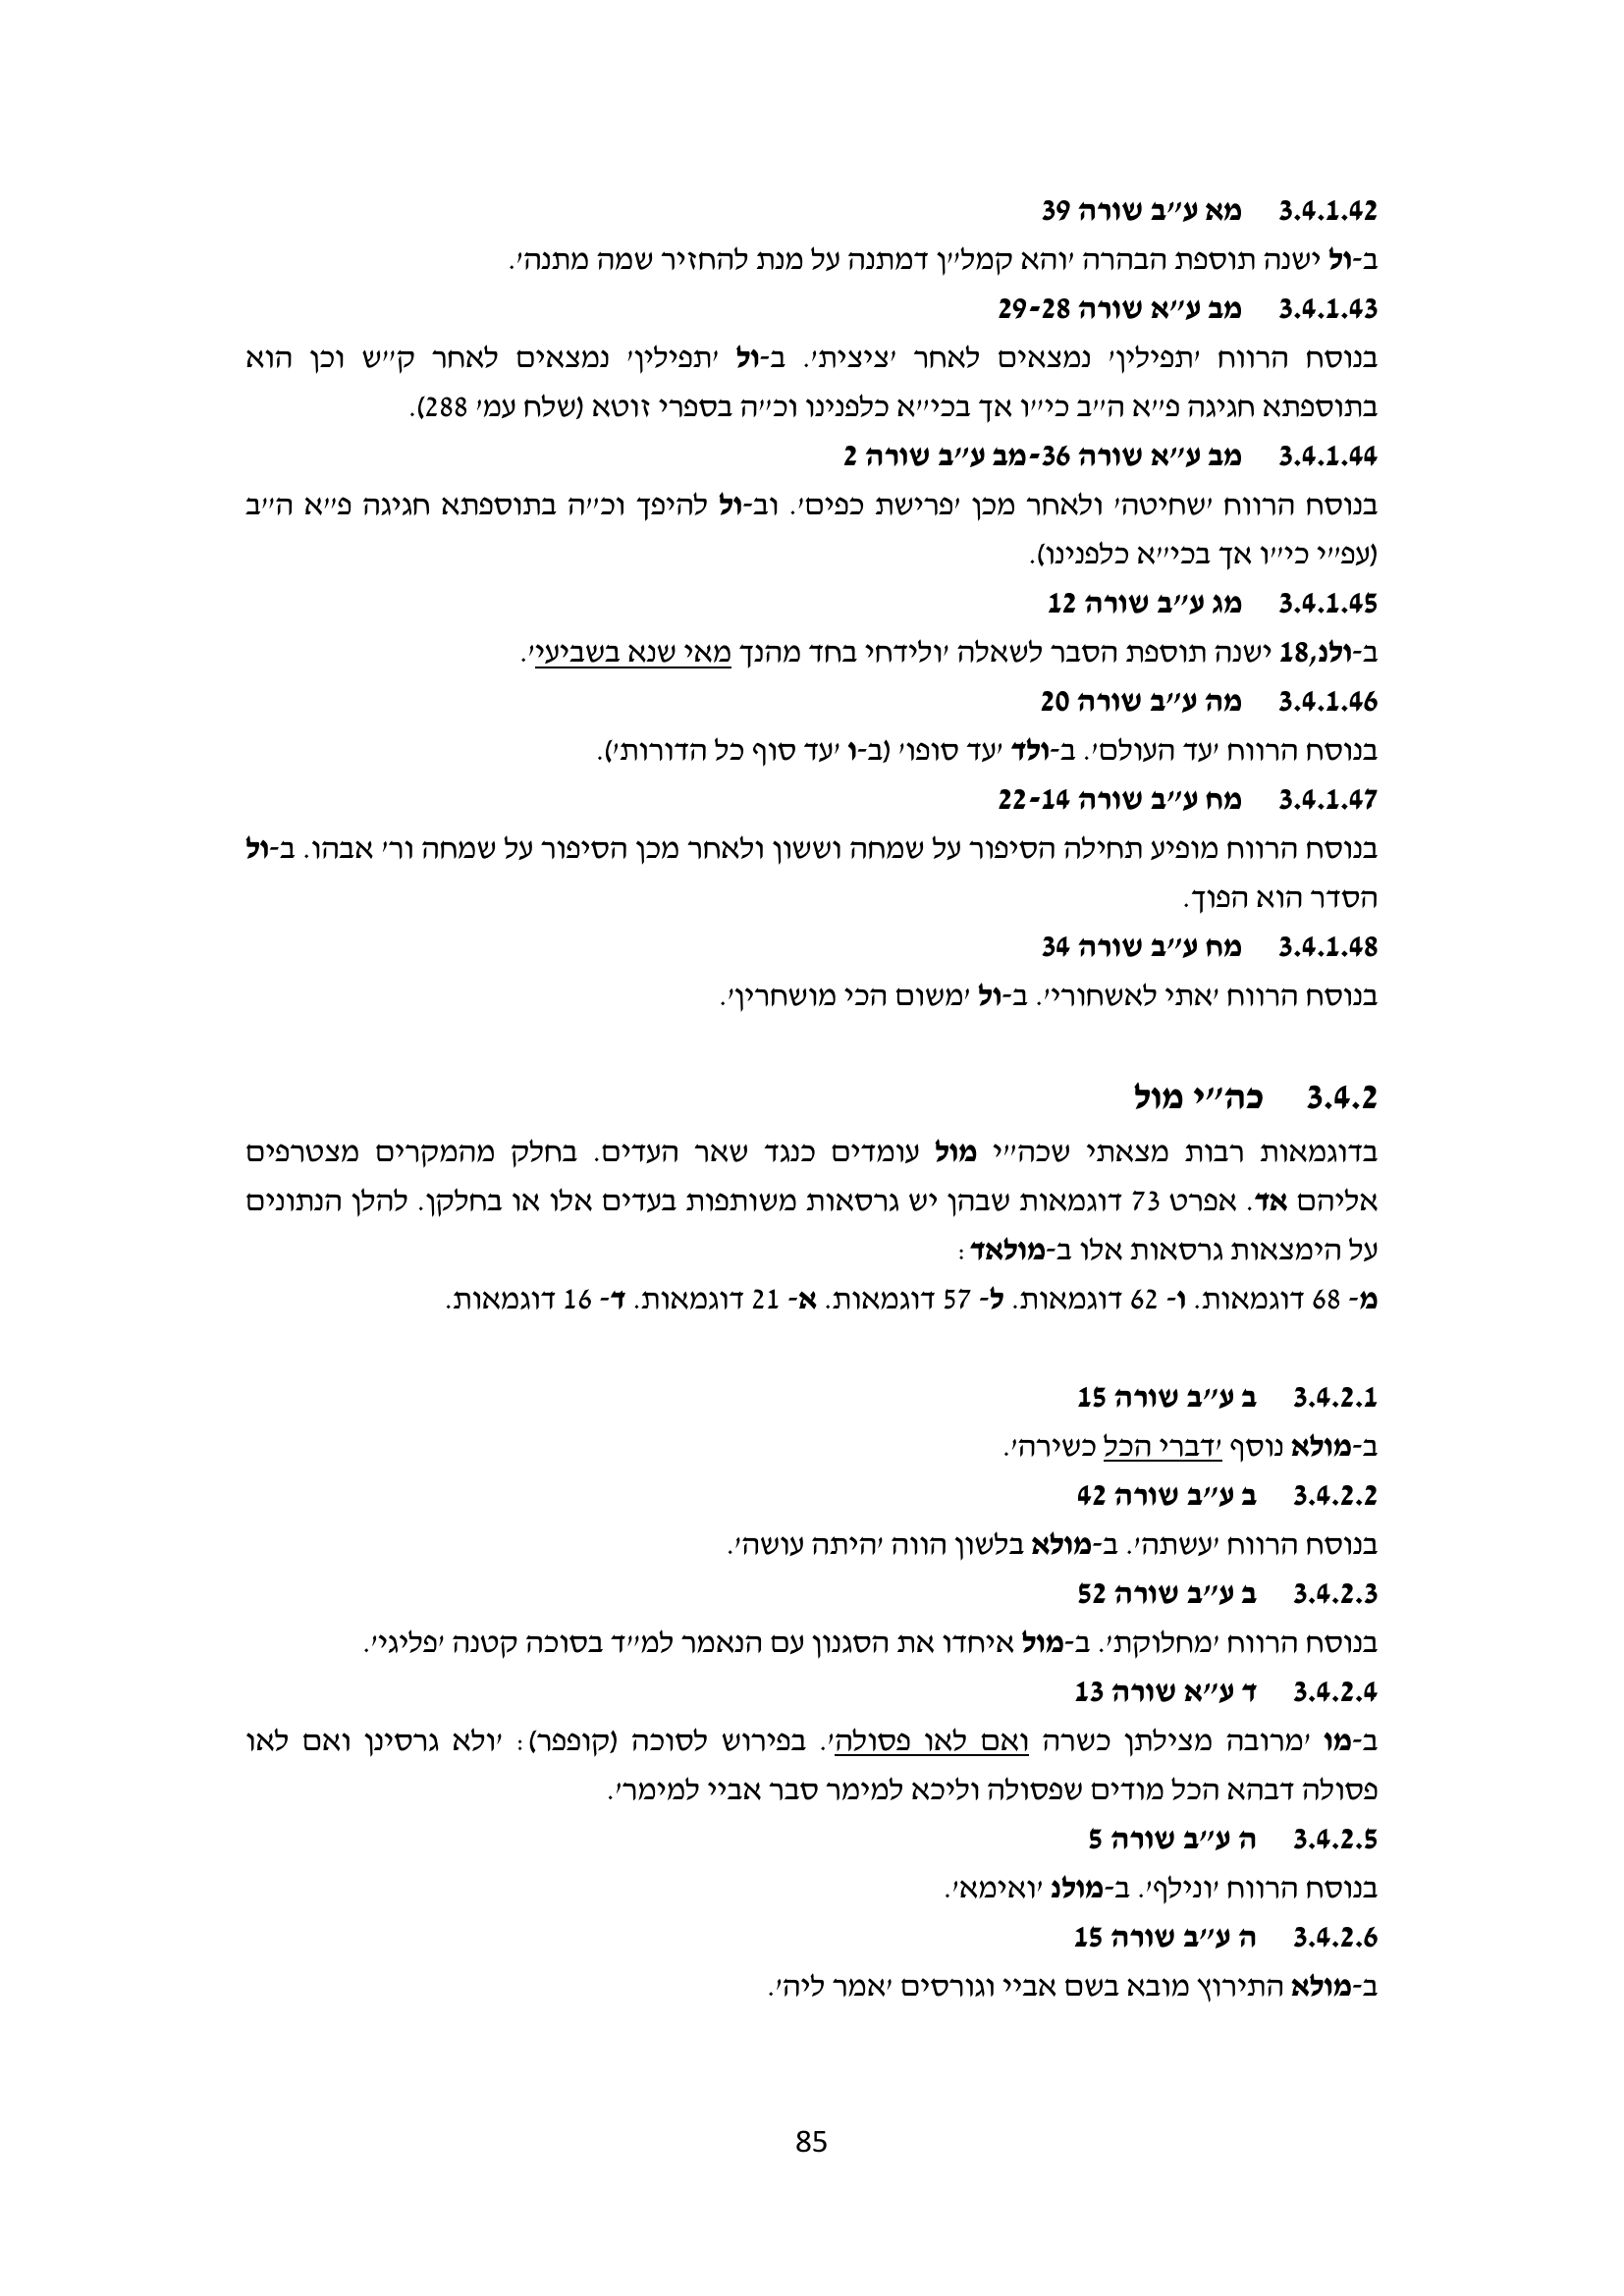 3.4.1.42 מא ע"ב שורה 39
ב-ול ישנה תוספת הבהרה 'והא קמל"ן דמתנה על מנת להחזיר שמה מתנה'.
3.4.1.43 מב ע"א שורה 29-28
בנוסח הרווח 'תפילין' נמצאים לאחר 'ציצית'. ב-ול 'תפילין' נמצאים לאחר ק"ש וכן הוא
בתוספתא חגיגה פ"א ה"ב כי"ו אך בכי"א כלפנינו וכ"ה בספרי זוטא (שלח עמ' 288).
3.4.1.44 מב ע"א שורה 36-מב ע"ב שורה 2
בנוסח הרווח 'שחיטה' ולאחר מכן 'פרישת כפים'. וב-ול להיפך וכ"ה בתוספתא חגיגה פ"א ה"ב
(עפ"י כי"ו אך בכי"א כלפנינו).
3.4.1.45 מג ע"ב שורה 12
ב-ולנ,18 ישנה תוספת הסבר לשאלה 'ולידחי בחד מהנך מאי שנא בשביעי'.
3.4.1.46 מה ע"ב שורה 20
בנוסח הרווח 'עד העולם'. ב-ולד 'עד סופו' (ב-ו 'עד סוף כל הדורות').
3.4.1.47 מח ע"ב שורה 22-14
בנוסח הרווח מופיע תחילה הסיפור על שמחה וששון ולאחר מכן הסיפור על שמחה ור' אבהו. ב-ול
הסדר הוא הפוך.
3.4.1.48 מח ע"ב שורה 34
בנוסח הרווח 'אתי לאשחורי'. ב-ול 'משום הכי מושחרין'.
3.4.2 כה"י מול
בדוגמאות רבות מצאתי שכה"י מול עומדים כנגד שאר העדים. בחלק מהמקרים מצטרפים
אליהם אד. אפרט 73 דוגמאות שבהן יש גרסאות משותפות בעדים אלו או בחלקן. להלן הנתונים
על הימצאות גרסאות אלו ב-מולאד:
מ- 68 דוגמאות. ו- 62 דוגמאות. ל- 57 דוגמאות. א- 21 דוגמאות. ד- 16 דוגמאות.
3.4.2.1 ב ע"ב שורה 15
ב-מולא נוסף 'דברי הכל כשירה'.
3.4.2.2 ב ע"ב שורה 42
בנוסח הרווח 'עשתה'. ב-מולא בלשון הווה 'היתה עושה'.
3.4.2.3 ב ע"ב שורה 52
בנוסח הרווח 'מחלוקת'. ב-מול איחדו את הסגנון עם הנאמר למ"ד בסוכה קטנה 'פליגי'.
3.4.2.4 ד ע"א שורה 13
ב-מו 'מרובה מצילתן כשרה ואם לאו פסולה'. בפירוש לסוכה (קופפר): 'ולא גרסינן ואם לאו
פסולה דבהא הכל מודים שפסולה וליכא למימר סבר אביי למימר'.
3.4.2.5 ה ע"ב שורה 5
בנוסח הרווח 'ונילף'. ב-מולנ 'ואימא'.
3.4.2.6 ה ע"ב שורה 15
ב-מולא התירוץ מובא בשם אביי וגורסים 'אמר ליה'.
85